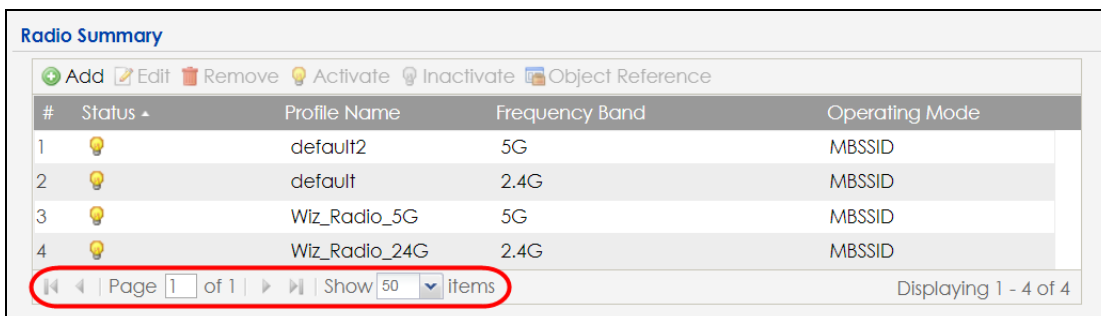 Radio Summary
Add Edit Remove Activate Inactivate Object Reference
# Status Profile Name Frequency Band Operating Mode
1 default2 5G MBSSID
2 default 2.4G MBSSID
3 Wiz_Radio_5G 5G MBSSID
4 Wiz_Radio_24G 2.4G MBSSID
Page 1 of 1 Show 50 items Displaying 1 - 4 of 4